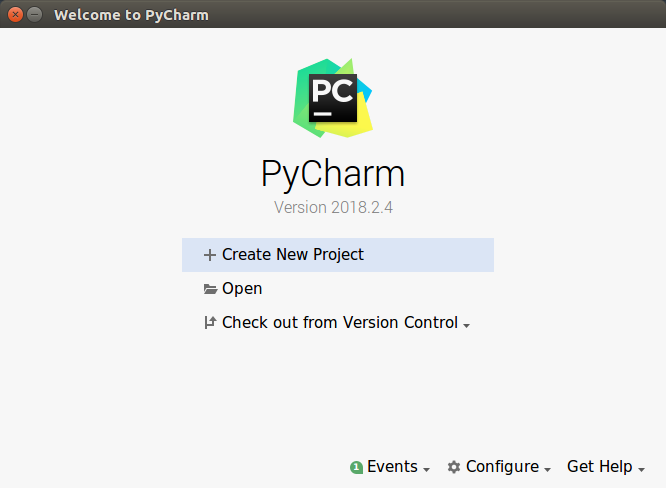 Welcome to PyCharm
PC
PyCharm
Version 2018.2.4
Create New Project
Open
Check out from Version Control
1 Events Configure Get Help